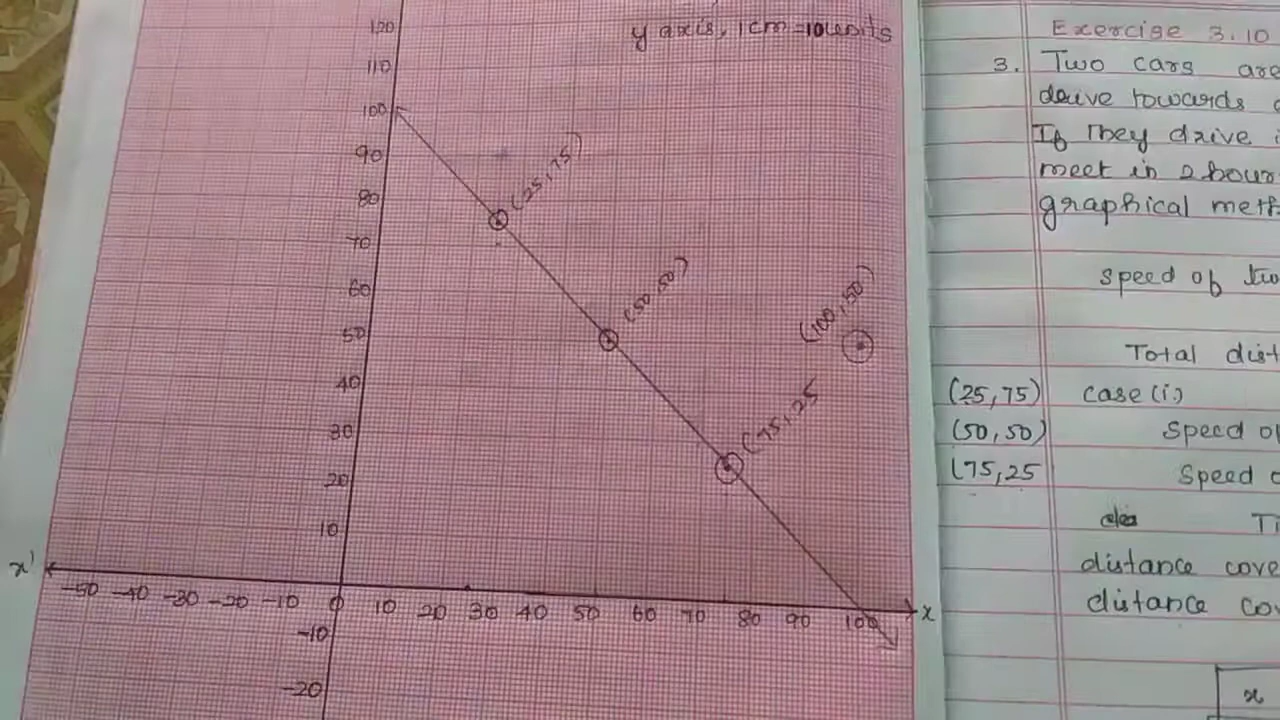 y axis, 1cm=10units
120
110
100
90
80
70
60
50
40
30
20
10
(25,75)
(50,50)
(100,50)
(75,25
x'
-50 -40 -30 -20 -10 0 10 20 30 40 50 60 70 80 90 100 x
-10
-20
Exercise 3.10
3. Two cars are
drive towards
If They drive
meet in 2 hour
graphical meth
Speed of two
Total dist
(25,75) case(i)
(50,50) Speed of
(75,25 Speed
distance cove
distance co
x